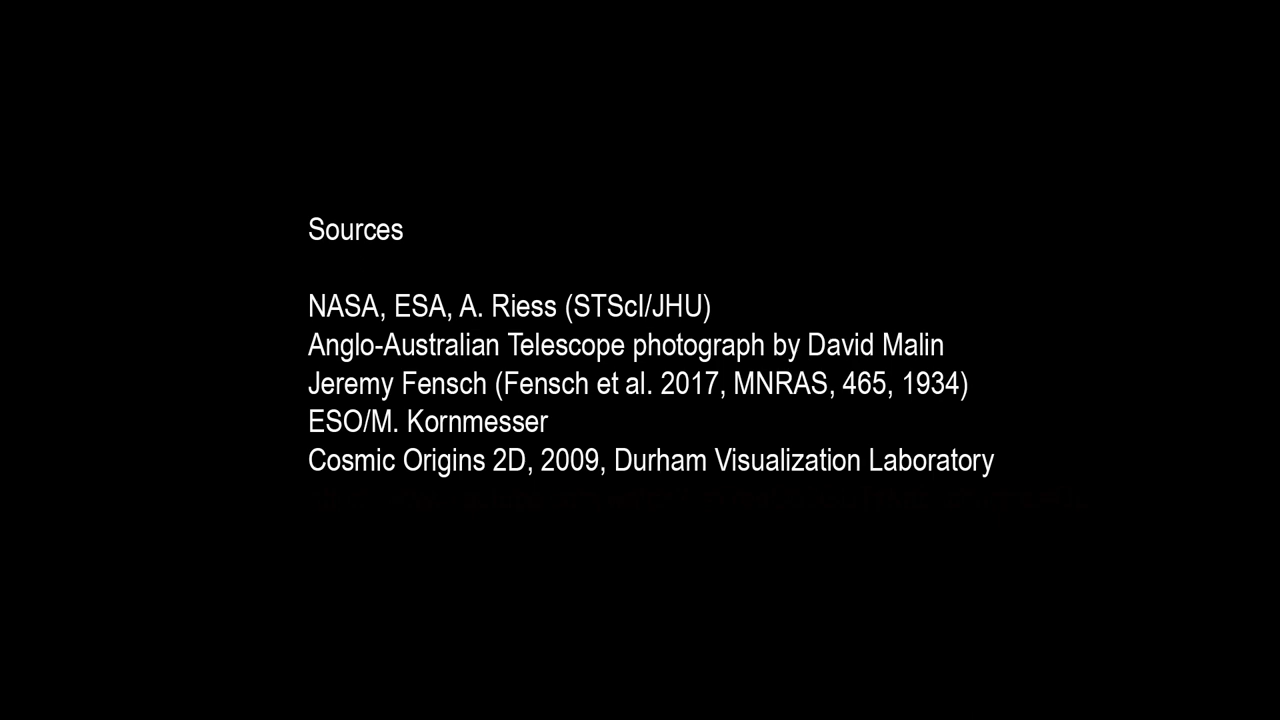 Sources
NASA, ESA, A. Riess (STScI/JHU)
Anglo-Australian Telescope photograph by David Malin
Jeremy Fensch (Fensch et al. 2017, MNRAS, 465, 1934)
ESO/M. Kornmesser
Cosmic Origins 2D, 2009, Durham Visualization Laboratory